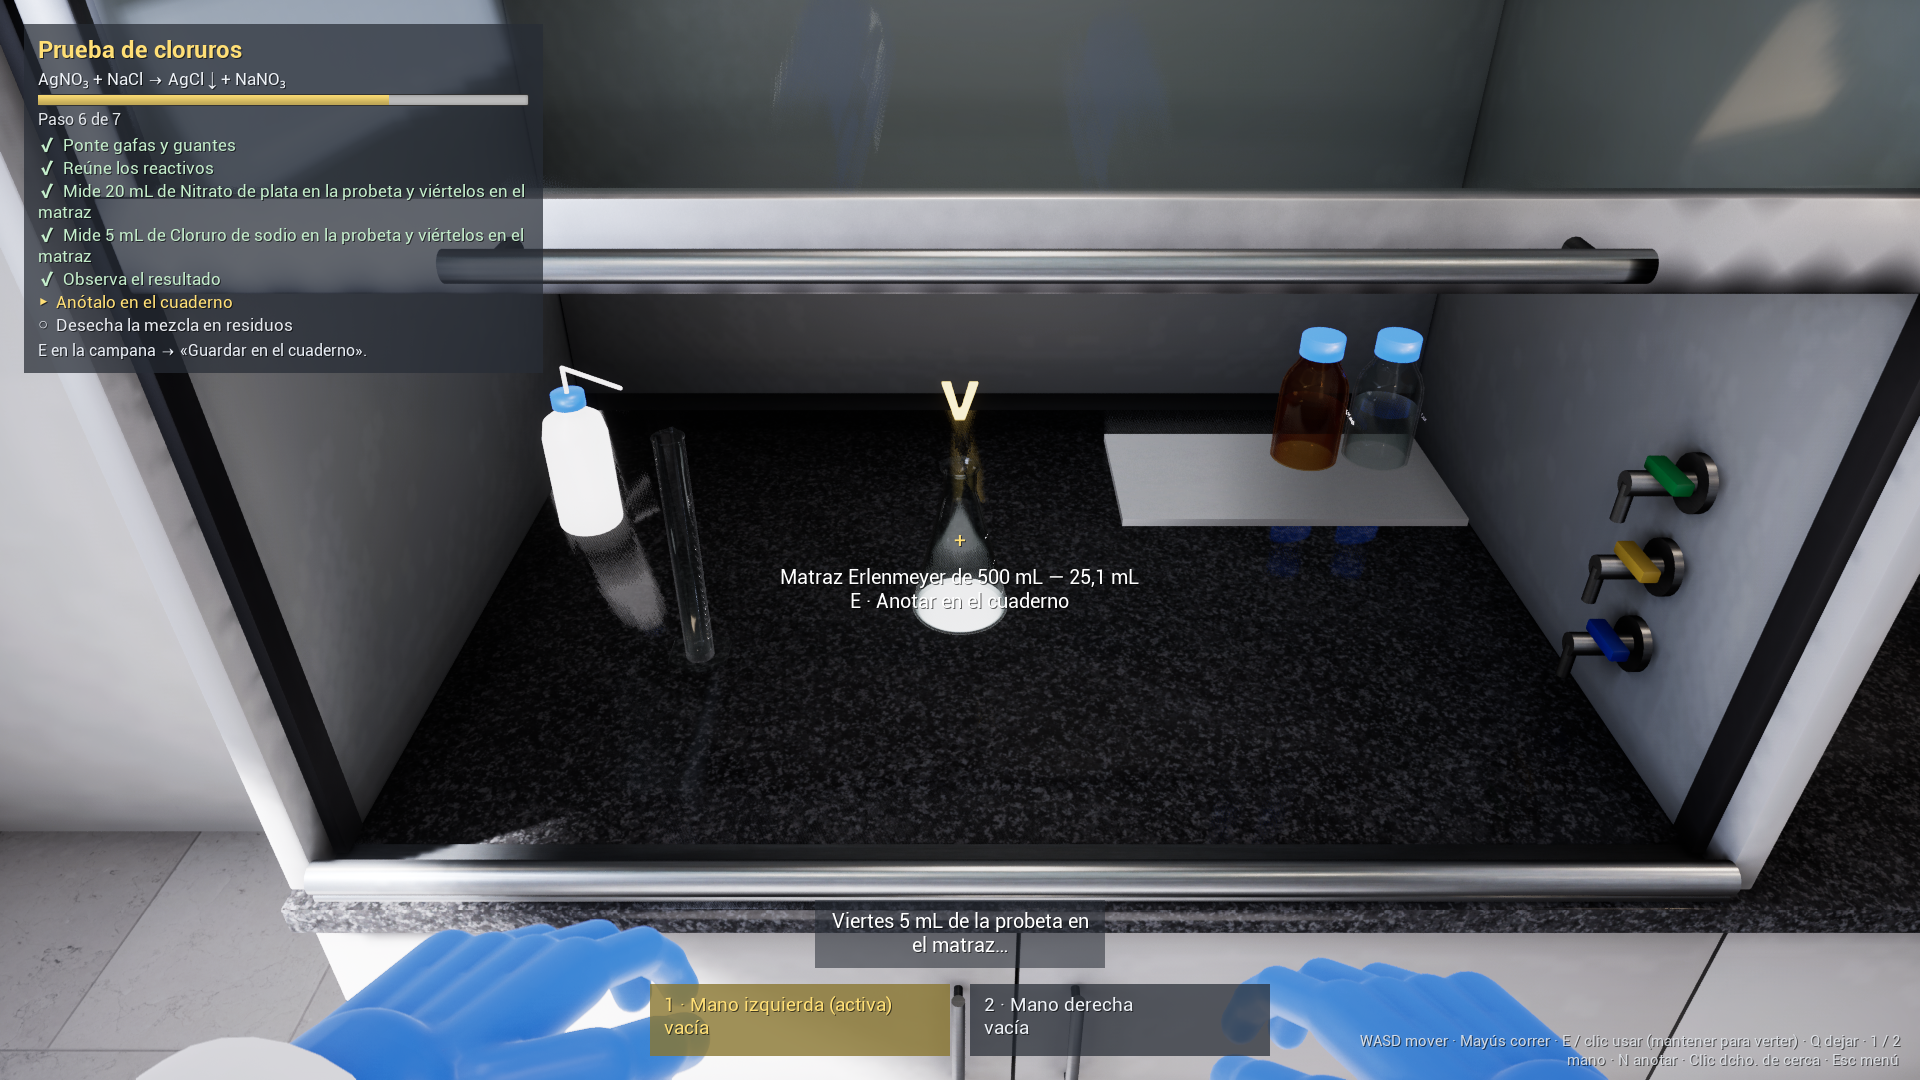 Prueba de cloruros
AgNO₃ + NaCl → AgCl ↓ + NaNO₃
Paso 6 de 7
✓ Ponte gafas y guantes
✓ Reúne los reactivos
✓ Mide 20 mL de Nitrato de plata en la probeta y viértelos en el
matraz
✓ Mide 5 mL de Cloruro de sodio en la probeta y viértelos en el
matraz
✓ Observa el resultado
▸ Anótalo en el cuaderno
○ Desecha la mezcla en residuos
E en la campana → «Guardar en el cuaderno».
Matraz Erlenmeyer de 500 mL — 25,1 mL
E · Anotar en el cuaderno
Viertes 5 mL de la probeta en
el matraz...
1 · Mano izquierda (activa)
vacía
2 · Mano derecha
vacía
WASD mover · Mayús correr · E / clic usar (mantener para verter) · Q dejar · 1 / 2
mano · N anotar · Clic dcho. de cerca · Esc menú